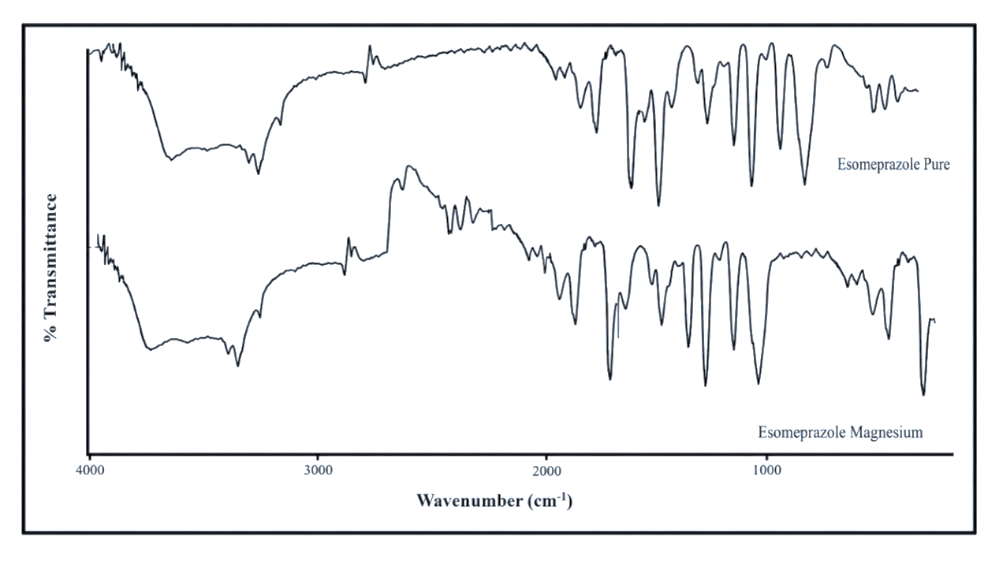 Esomeprazole Pure
% Transmittance
Esomeprazole Magnesium
4000 3000 2000 1000
Wavenumber (cm⁻¹)